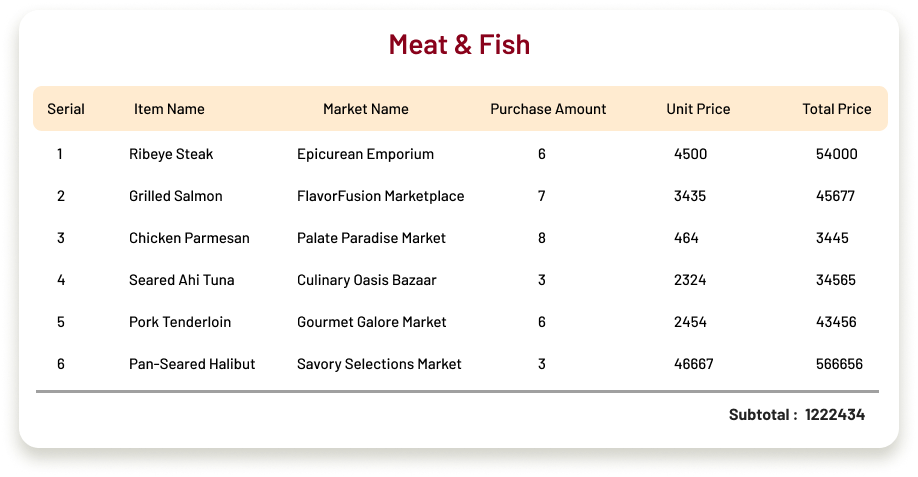 Meat & Fish
Serial Item Name Market Name Purchase Amount Unit Price Total Price
1 Ribeye Steak Epicurean Emporium 6 4500 54000
2 Grilled Salmon FlavorFusion Marketplace 7 3435 45677
3 Chicken Parmesan Palate Paradise Market 8 464 3445
4 Seared Ahi Tuna Culinary Oasis Bazaar 3 2324 34565
5 Pork Tenderloin Gourmet Galore Market 6 2454 43456
6 Pan-Seared Halibut Savory Selections Market 3 46667 566656
Subtotal : 1222434